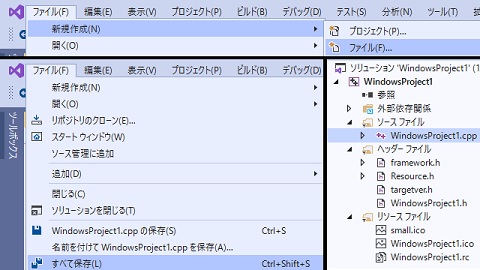 ファイル(F) 編集(E) 表示(V) プロジェクト(P) ビルド(B) デバッグ(D) テスト(S) 分析(N) ツール(T)
新規作成(N)
プロジェクト(P)...
開く(O)
ファイル(F)...
ファイル(F) 編集(E) 表示(V) プロジェクト(P) ビルド(B) デバッグ(D)
新規作成(N)
開く(O)
リポジトリのクローン(E)...
スタート ウィンドウ(W)
ソース管理に追加
追加(D)
閉じる(C)
ソリューションを閉じる(T)
WindowsProject1.cpp の保存(S) Ctrl+S
名前を付けて WindowsProject1.cpp を保存(A)...
すべて保存(L) Ctrl+Shift+S
ツールボックス
ソリューション 'WindowsProject1' (1
WindowsProject1
参照
外部依存関係
ソース ファイル
WindowsProject1.cpp
ヘッダー ファイル
framework.h
Resource.h
targetver.h
WindowsProject1.h
リソース ファイル
small.ico
WindowsProject1.ico
WindowsProject1.rc